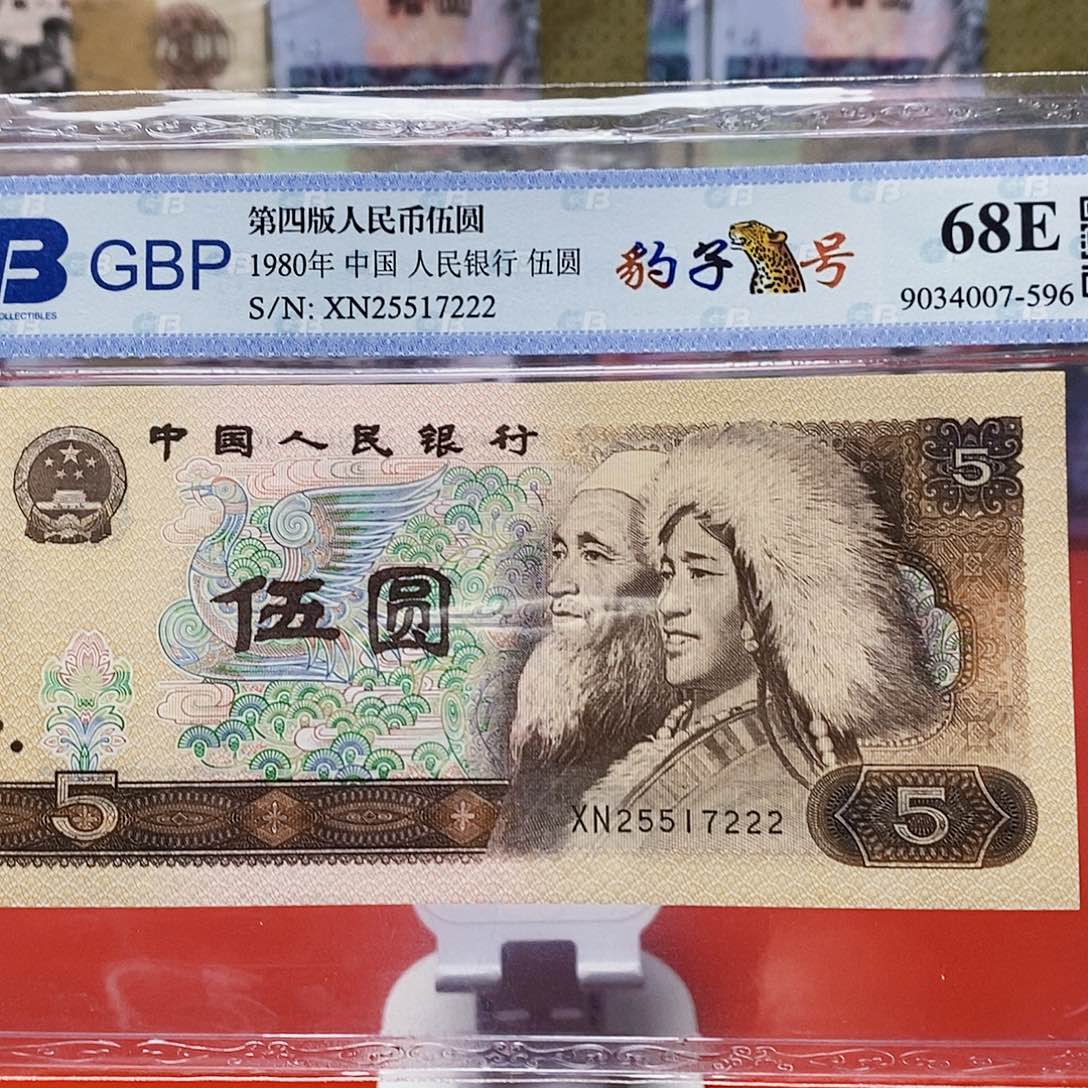 GBP
OLLECTIBLES
第四版人民币伍圆
1980年 中国 人民银行 伍圆
S/N: XN25517222
豹子号
68E
9034007-596
中国人民银行
5
伍圆
5
XN25517222
5